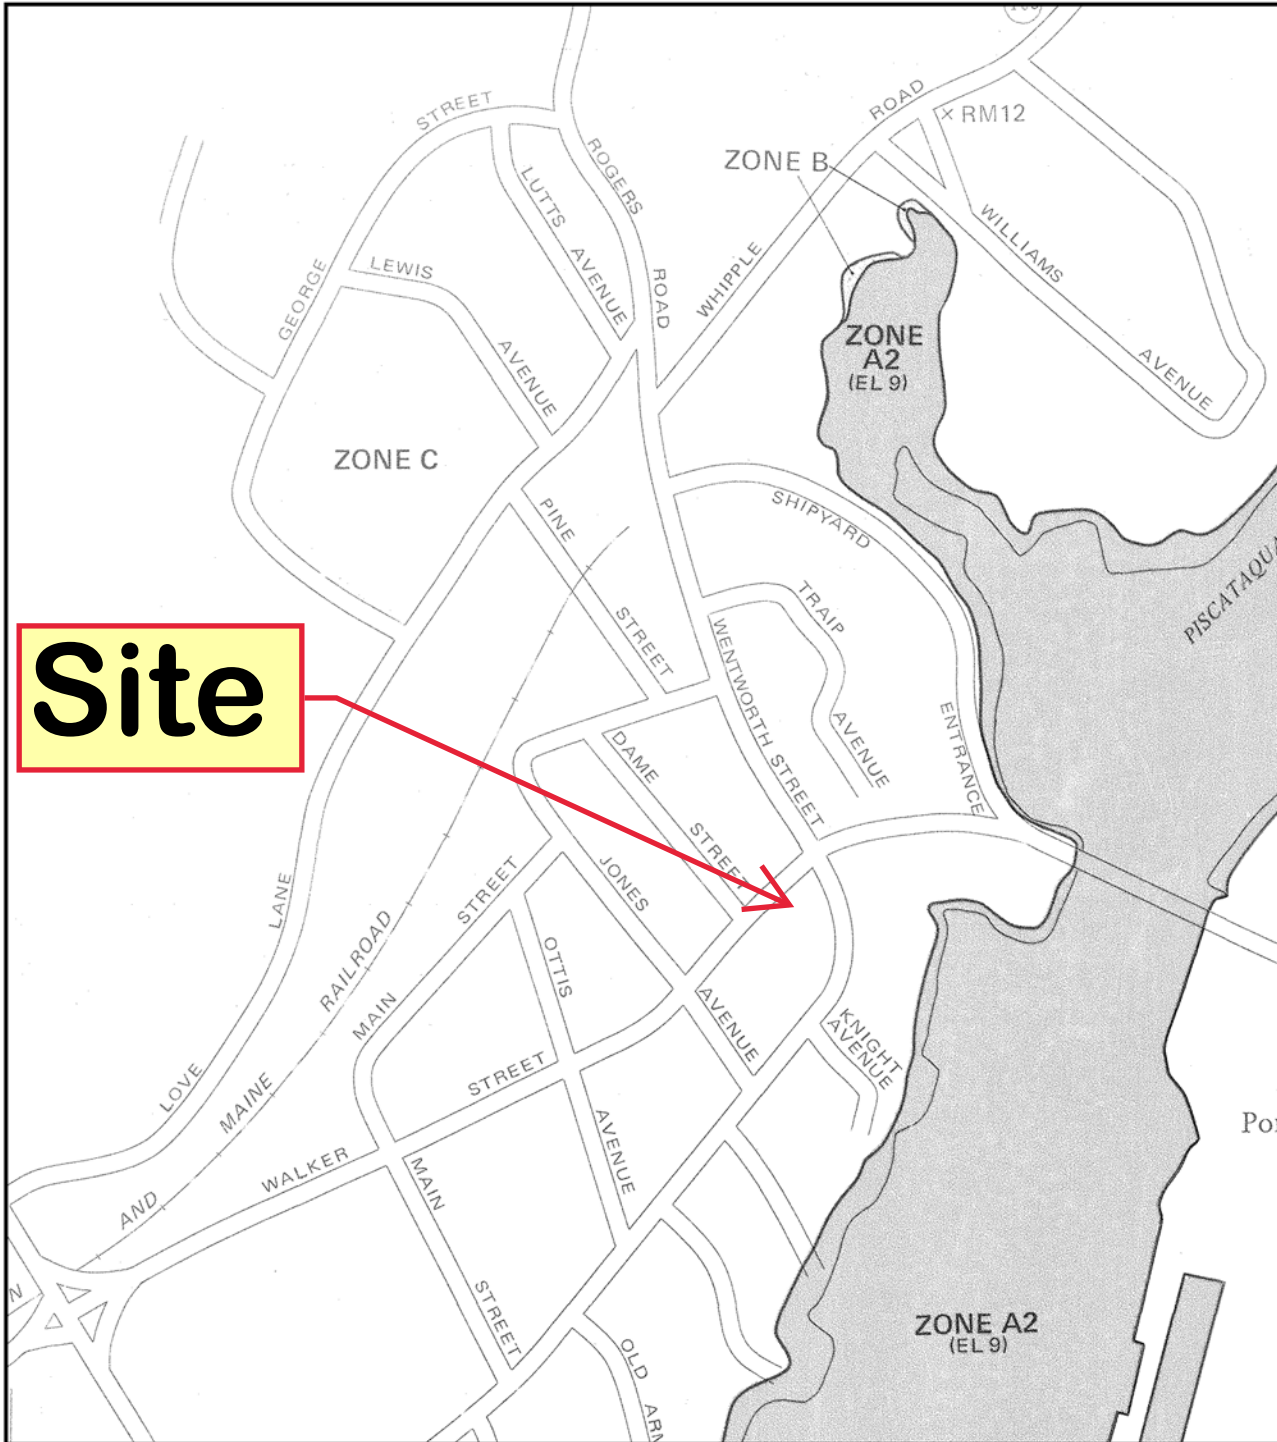 STREET
ROAD
× RM12
ZONE B
ROGERS
ROAD
LUTTS
AVENUE
WILLIAMS
AVENUE
LEWIS
AVENUE
GEORGE
WHIPPLE
ZONE
A2
(EL 9)
ZONE C
PINE
STREET
SHIPYARD
ENTRANCE
PISCATAQUA
TRAIP
AVENUE
WENTWORTH STREET
Site
DAME
STREET
JONES
AVENUE
STREET
MAIN
LANE
LOVE
RAILROAD
MAINE
AND
OTTIS
AVENUE
KNIGHT
AVENUE
STREET
WALKER
MAIN
STREET
ZONE A2
(EL 9)
OLD